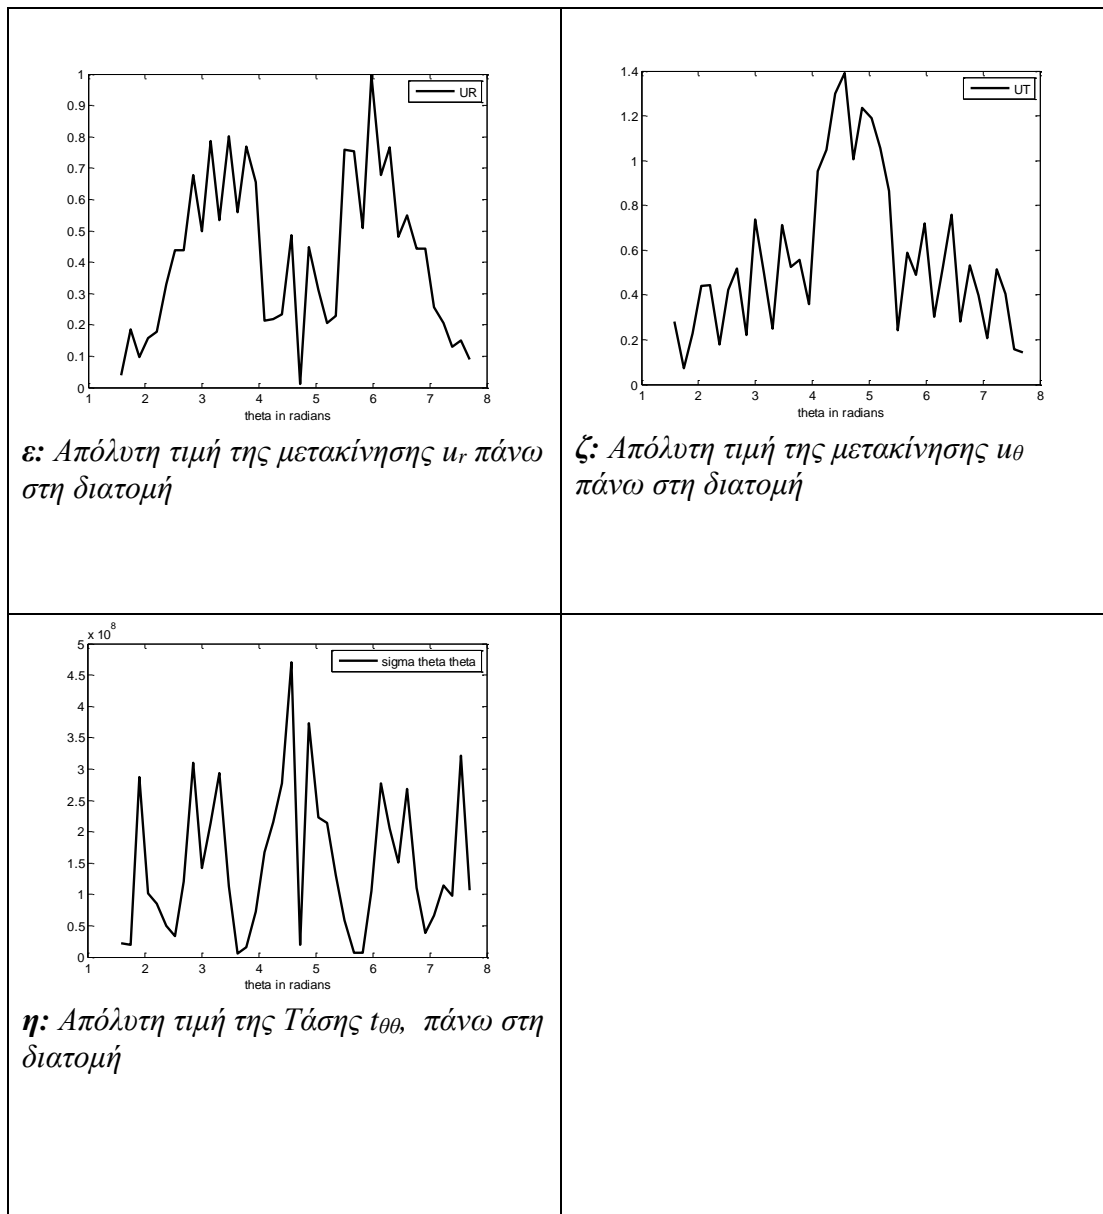 1
0.9
0.8
0.7
0.6
0.5
0.4
0.3
0.2
0.1
0
1 2 3 4 5 6 7 8
theta in radians
UR
ε: Απόλυτη τιμή της μετακίνησης ur πάνω
στη διατομή
1.4
1.2
1
0.8
0.6
0.4
0.2
0
1 2 3 4 5 6 7 8
theta in radians
UT
ζ: Απόλυτη τιμή της μετακίνησης uθ
πάνω στη διατομή
x 10^8
5
4.5
4
3.5
3
2.5
2
1.5
1
0.5
0
1 2 3 4 5 6 7 8
theta in radians
sigma theta theta
η: Απόλυτη τιμή της Τάσης tθθ, πάνω στη
διατομή